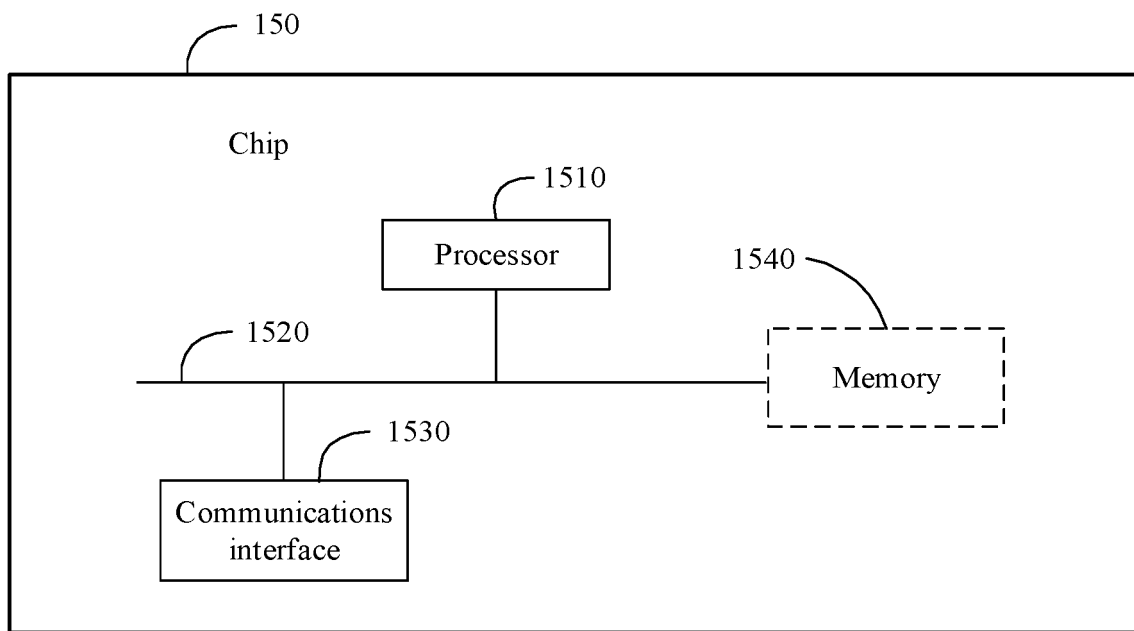 150
Chip
1510
Processor
1540
1520
Memory
1530
Communications
interface